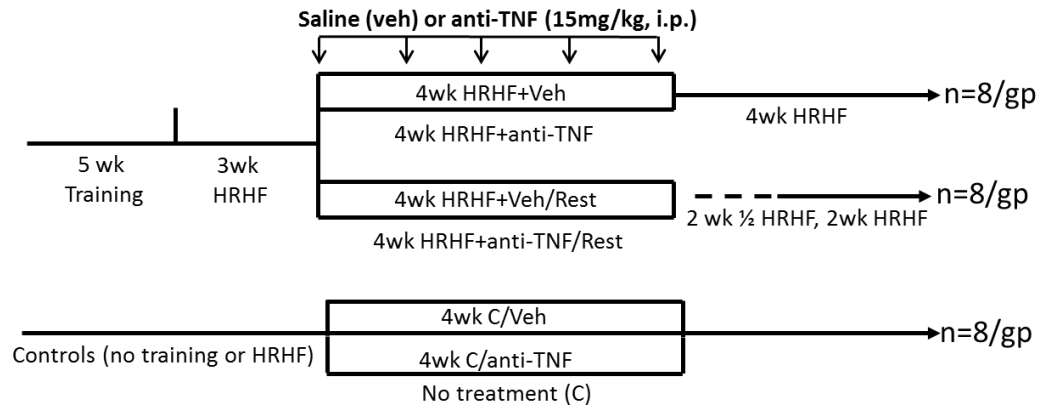 Saline (veh) or anti-TNF (15mg/kg, i.p.)
4wk HRHF+Veh
n=8/gp
4wk HRHF
4wk HRHF+anti-TNF
5 wk
Training
3wk
HRHF
4wk HRHF+Veh/Rest
n=8/gp
2 wk ½ HRHF, 2wk HRHF
4wk HRHF+anti-TNF/Rest
4wk C/Veh
n=8/gp
Controls (no training or HRHF)
4wk C/anti-TNF
No treatment (C)